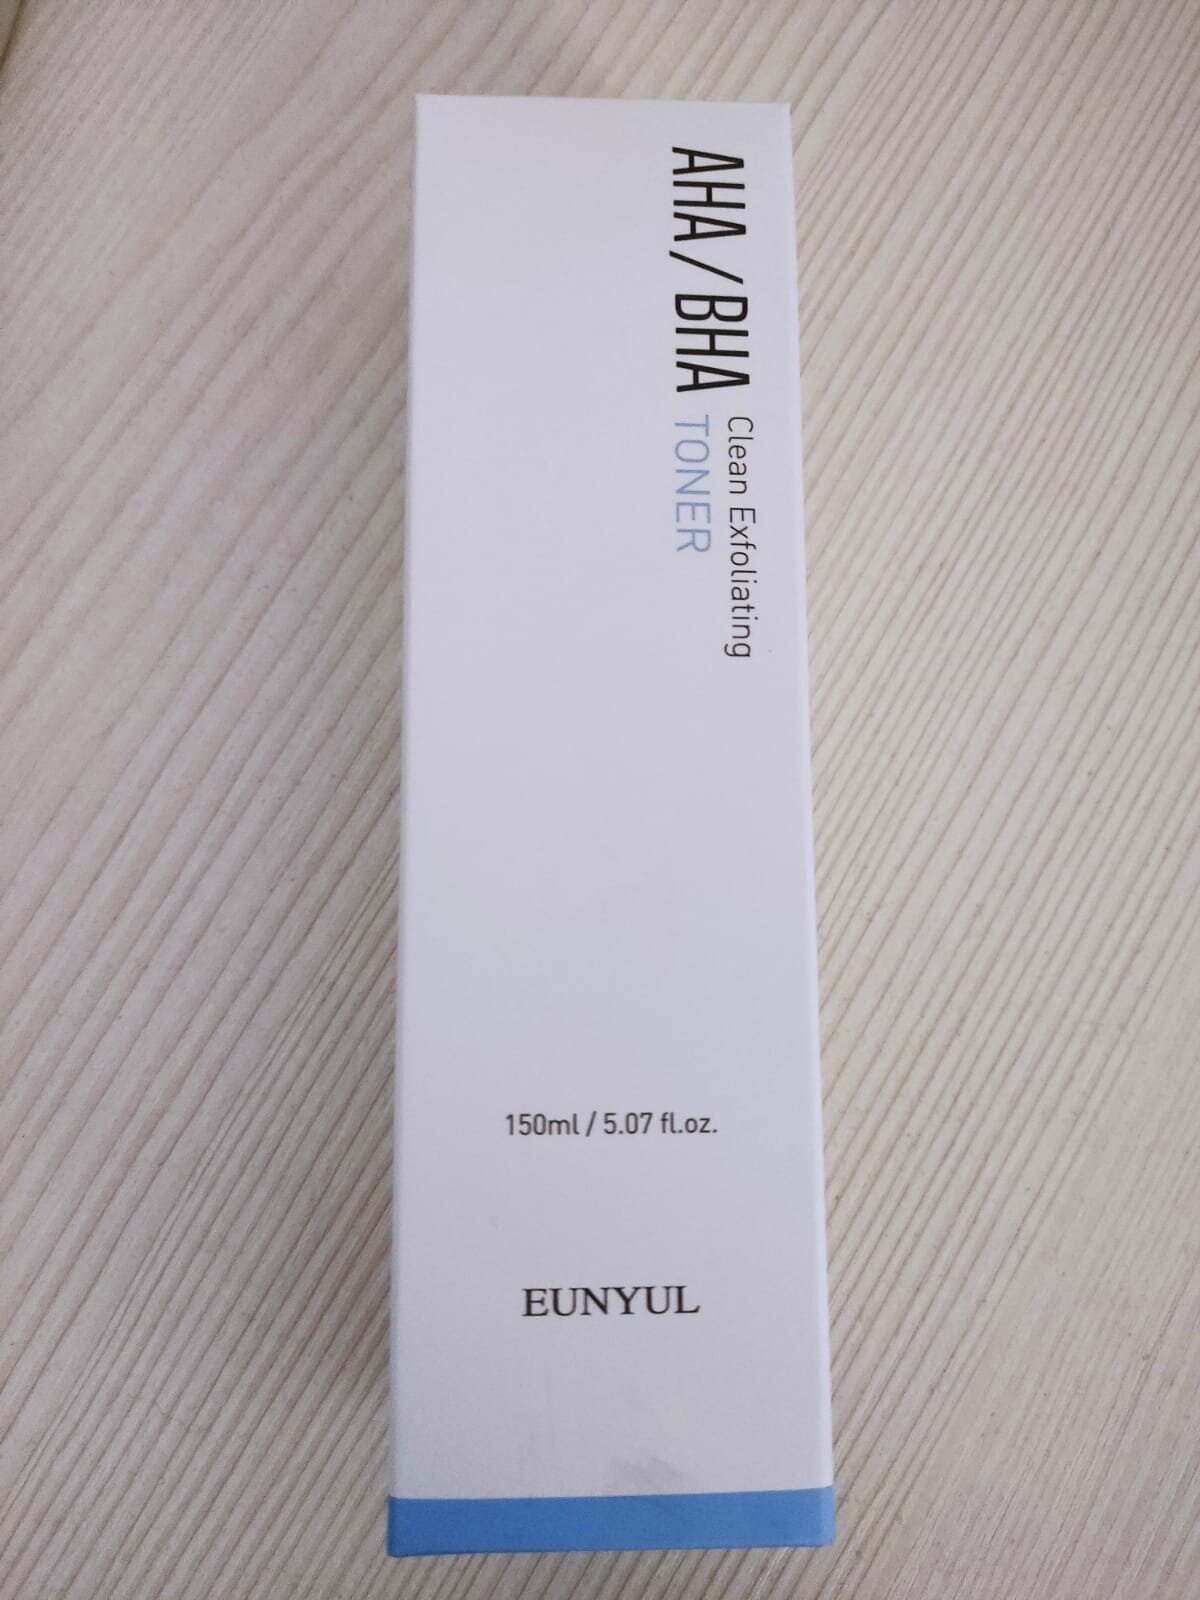 AHA/BHA
Clean Exfoliating
TONER
150ml / 5.07 fl.oz.
EUNYUL